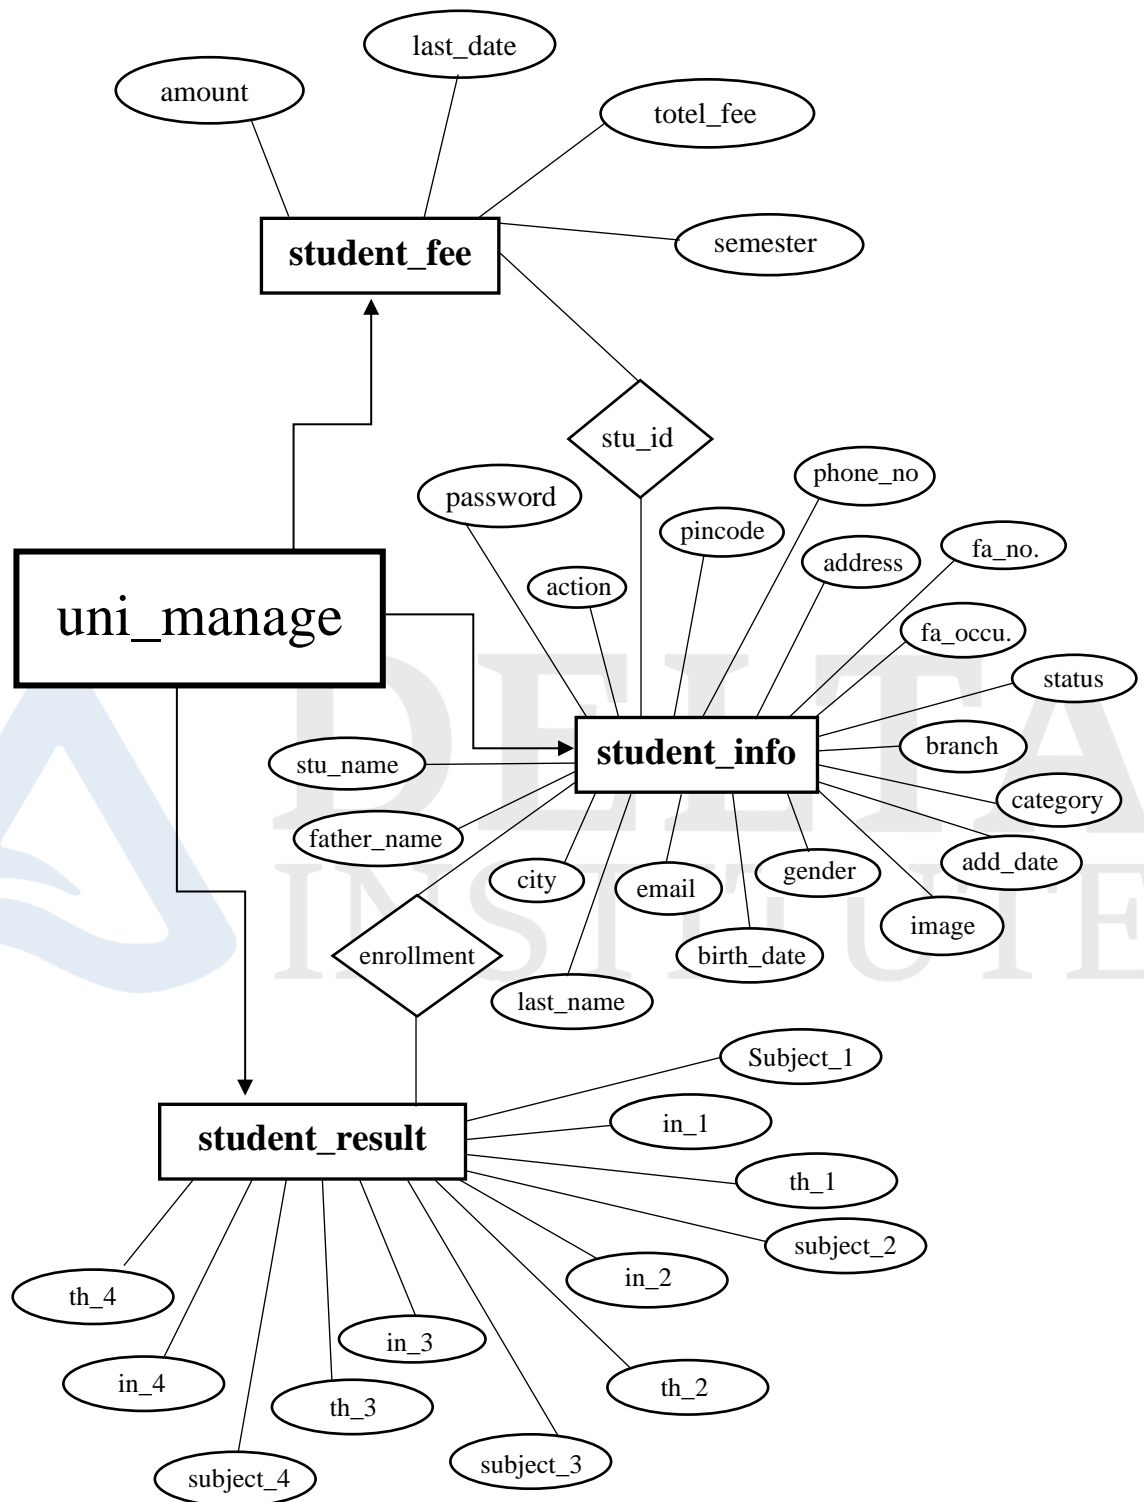 last_date
amount
totel_fee
student_fee
semester
stu_id
phone_no
password
pincode
fa_no.
address
action
uni_manage
fa_occu.
status
DELTA
student_info
branch
stu_name
category
father_name
add_date
city
email
gender
INSTITUTE
image
enrollment
birth_date
last_name
Subject_1
in_1
student_result
th_1
subject_2
in_2
th_4
in_3
in_4
th_2
th_3
subject_3
subject_4